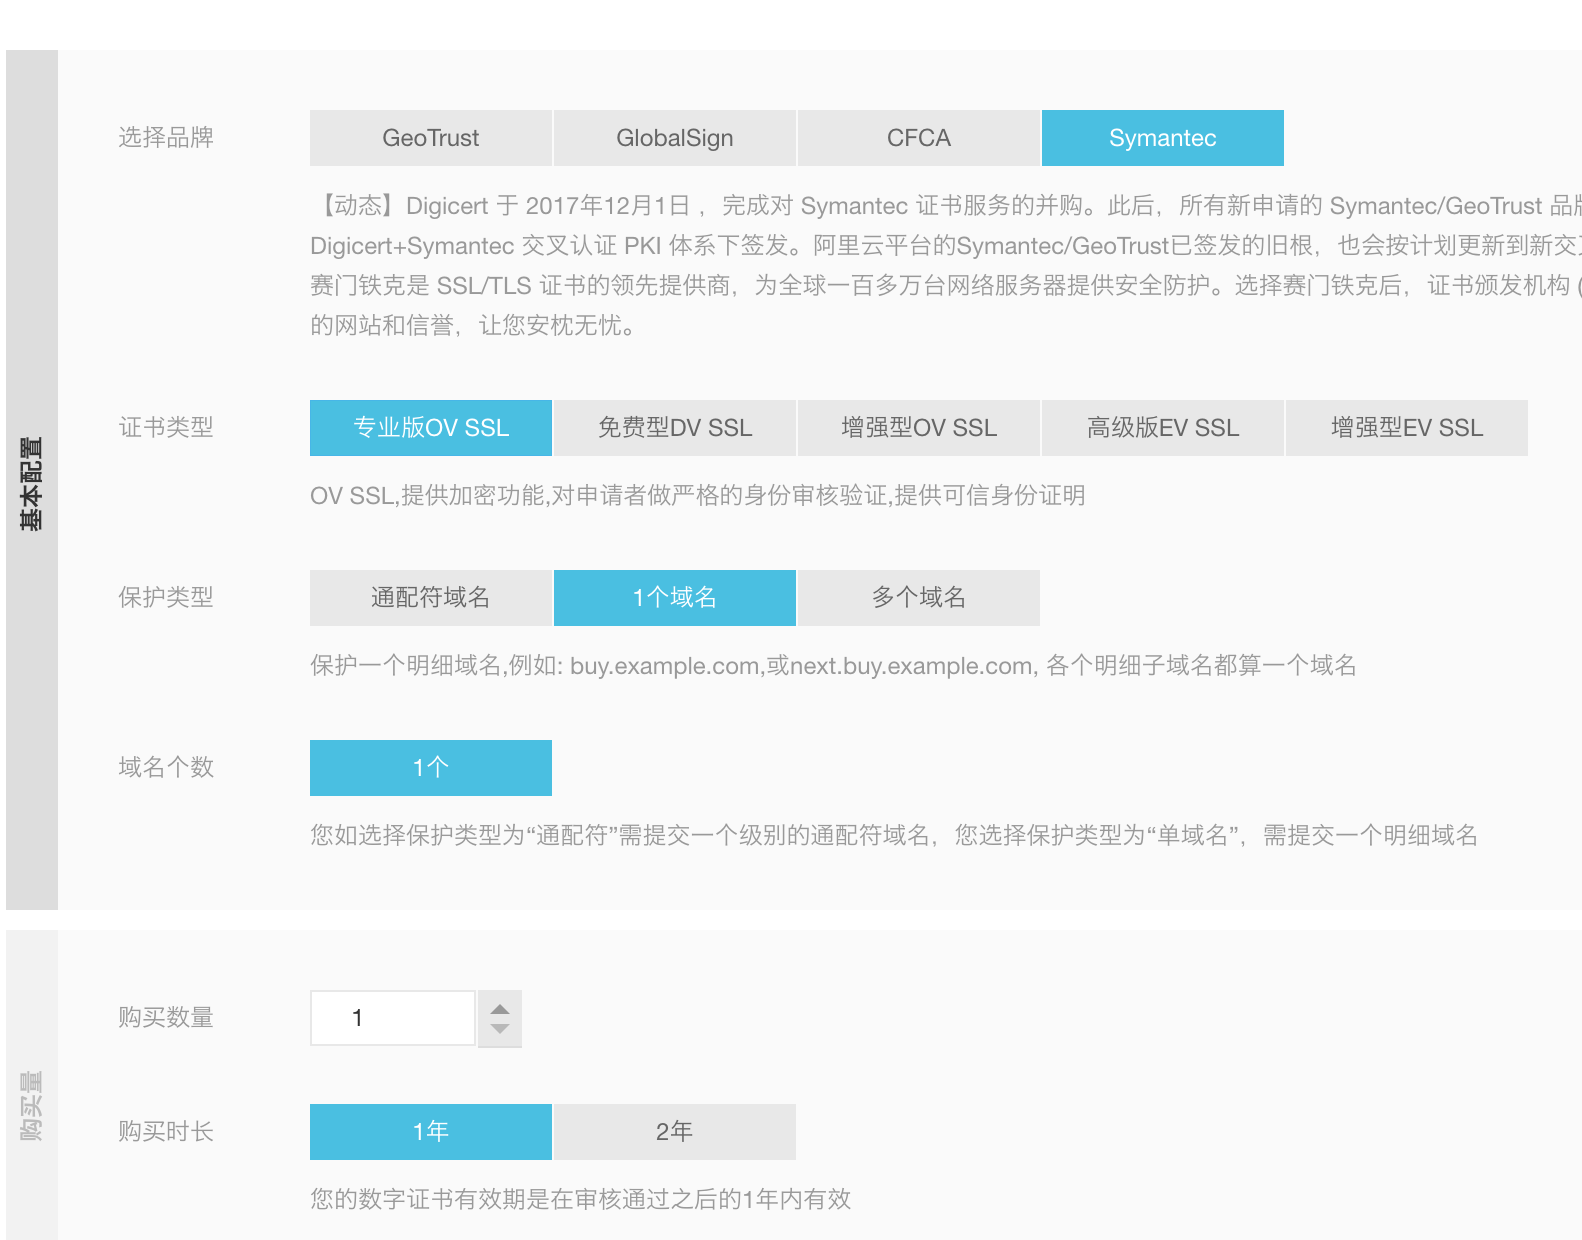 基本配置
选择品牌
GeoTrust
GlobalSign
CFCA
Symantec
【动态】Digicert 于 2017年12月1日 ，完成对 Symantec 证书服务的并购。此后，所有新申请的 Symantec/GeoTrust 品
Digicert+Symantec 交叉认证 PKI 体系下签发。阿里云平台的Symantec/GeoTrust已签发的旧根，也会按计划更新到新交
赛门铁克是 SSL/TLS 证书的领先提供商，为全球一百多万台网络服务器提供安全防护。选择赛门铁克后，证书颁发机构 (
的网站和信誉，让您安枕无忧。
证书类型
专业版OV SSL
免费型DV SSL
增强型OV SSL
高级版EV SSL
增强型EV SSL
OV SSL,提供加密功能,对申请者做严格的身份审核验证,提供可信身份证明
保护类型
通配符域名
1个域名
多个域名
保护一个明细域名,例如: buy.example.com,或next.buy.example.com, 各个明细子域名都算一个域名
域名个数
1个
您如选择保护类型为“通配符”需提交一个级别的通配符域名，您选择保护类型为“单域名”，需提交一个明细域名
购买量
购买数量
1
购买时长
1年
2年
您的数字证书有效期是在审核通过之后的1年内有效